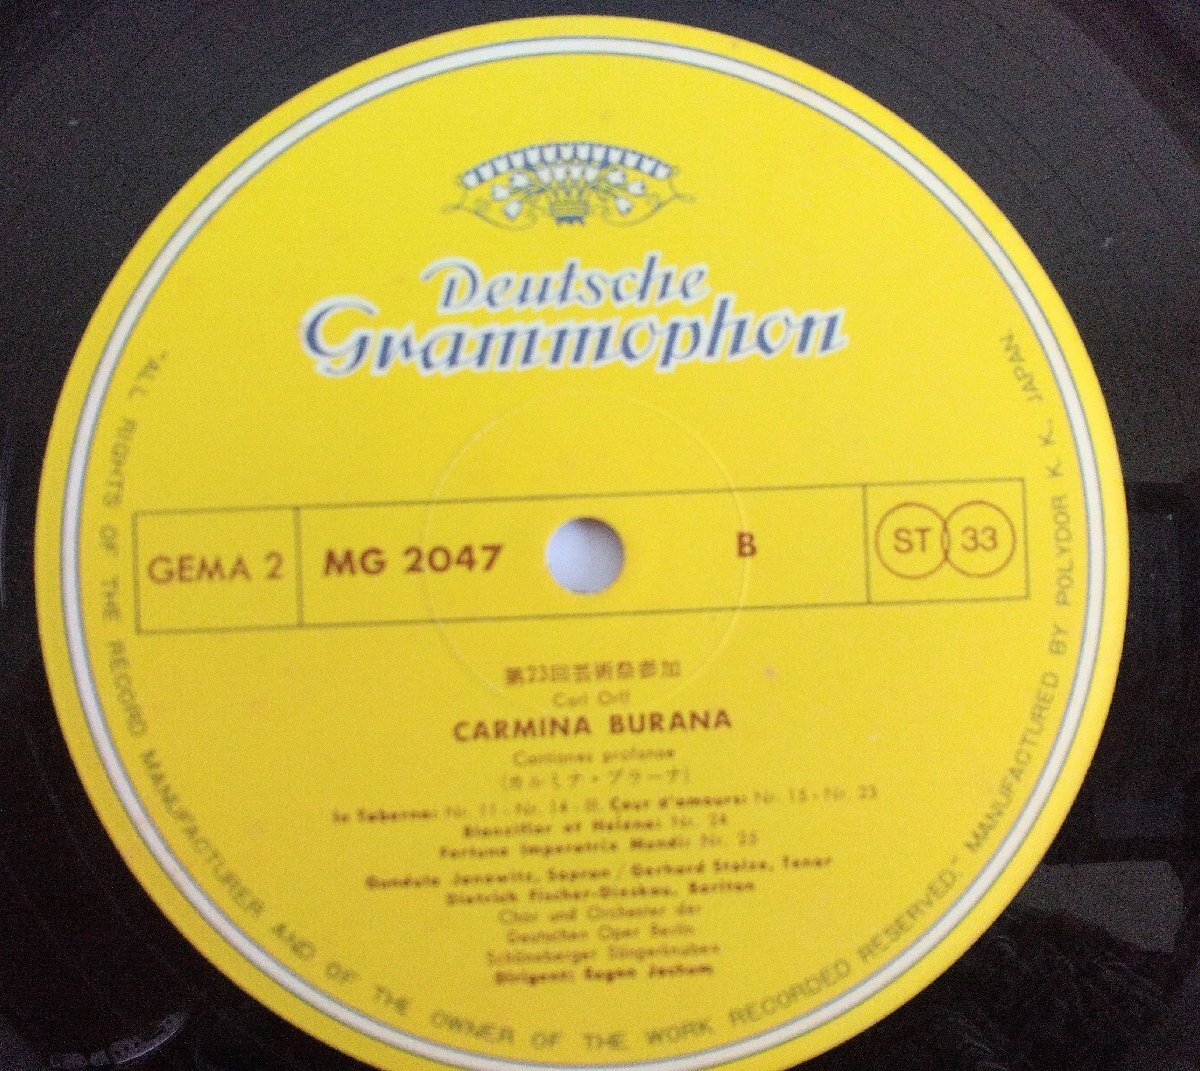 Deutsche
Grammophon
GEMA 2
MG 2047
B
ST 33
第23回芸術祭参加
Carl Orff
CARMINA BURANA
Cantiones profanae
(カルミナ・ブラーナ)
In Taberna: Nr. 11 - Nr. 14 - III. Cour d'amours: Nr. 15 - Nr. 23
Blanziflor et Helena: Nr. 24
Fortuna Imperatrix Mundi: Nr. 25
Gundula Janowitz, Sopran / Gerhard Stolze, Tenor
Dietrich Fischer-Dieskau, Bariton
Chor und Orchester der
Deutschen Oper Berlin
Schöneberger Sängerknaben
Dirigent: Eugen Jochum
"ALL RIGHTS OF THE RECORD MANUFACTURER AND OF THE OWNER OF THE WORK RECORDED RESERVED." MANUFACTURED BY POLYDOR K. K., JAPAN